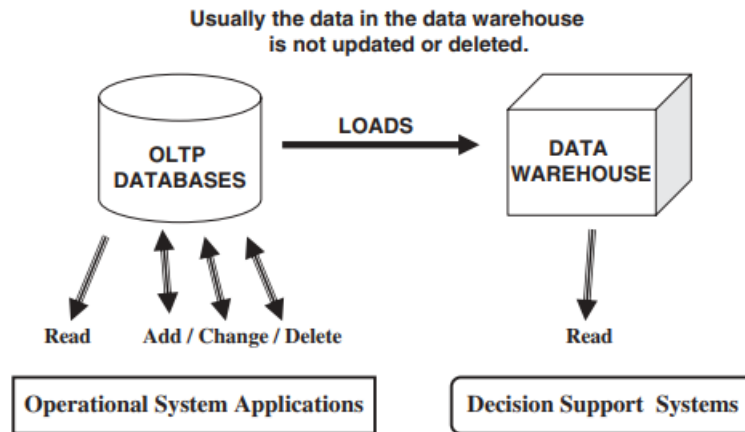 Usually the data in the data warehouse
is not updated or deleted.
OLTP
DATABASES
LOADS
DATA
WAREHOUSE
Read
Add / Change / Delete
Read
Operational System Applications
Decision Support Systems